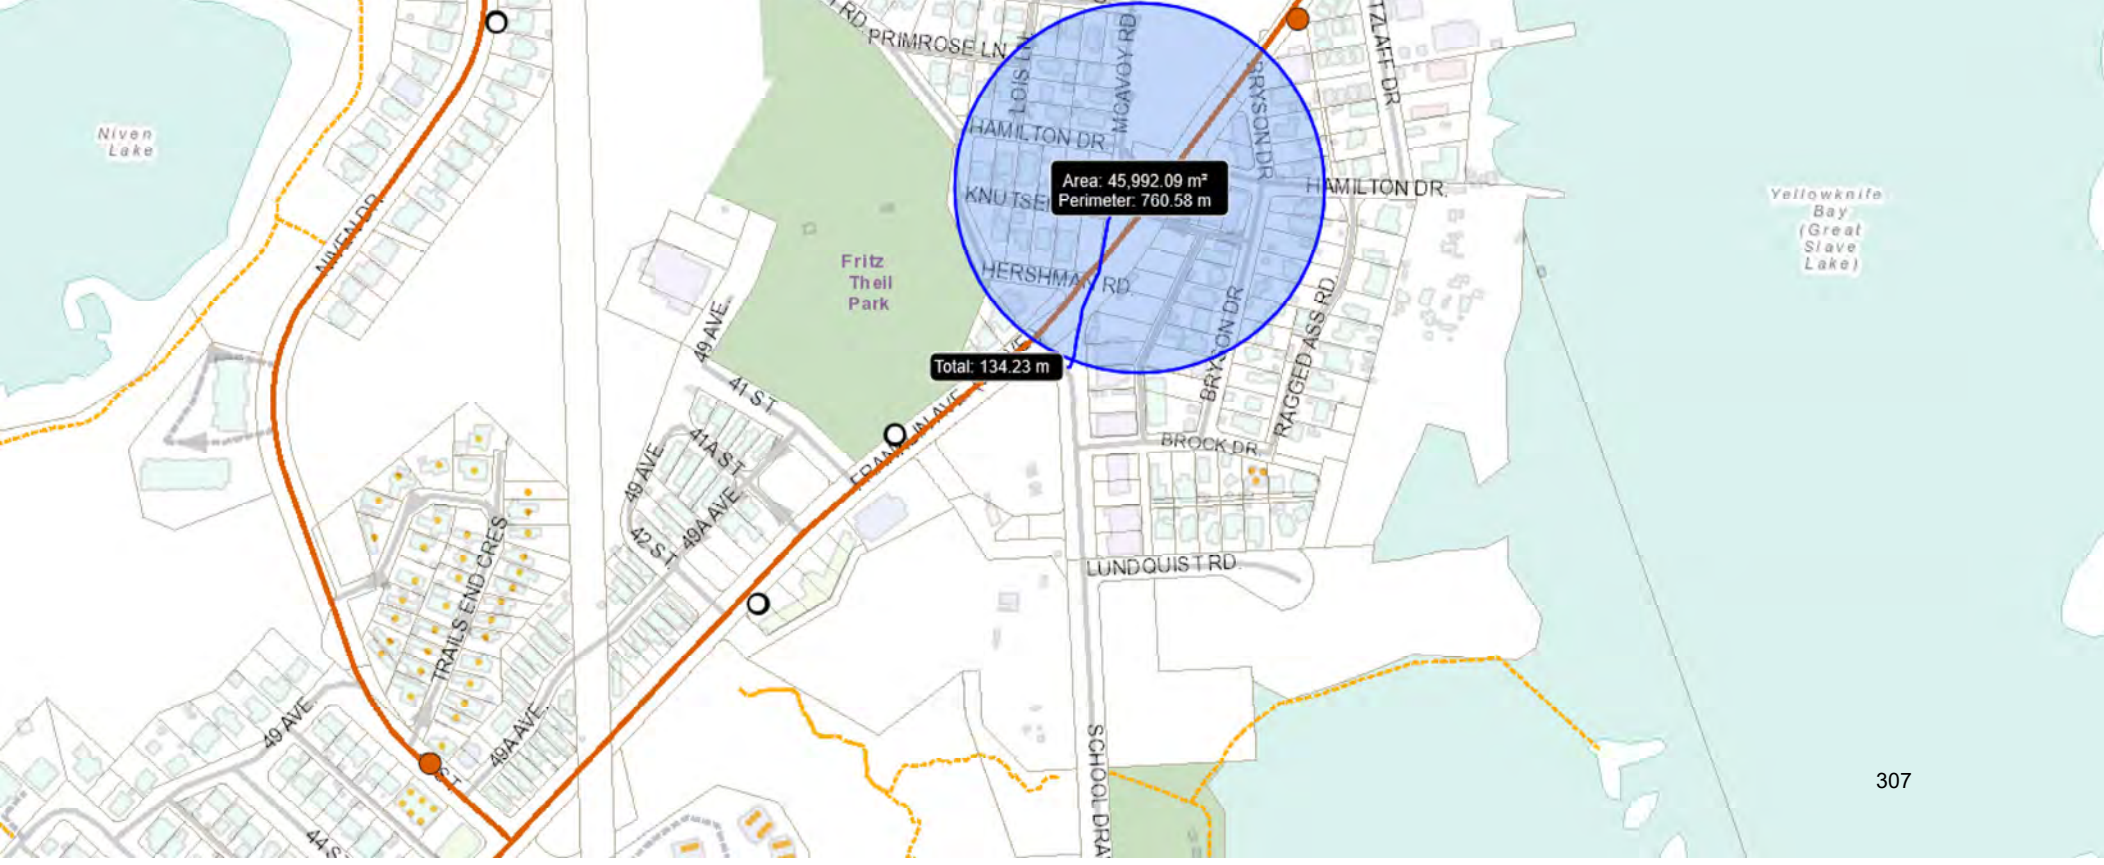 RD.
PRIMROSE LN.
LOIS LN.
MCAVOY RD.
BRYSON DR.
HAMILTON DR.
Niven
Lake
Area: 45,992.09 m²
Perimeter: 760.58 m
HAMILTON DR.
Yellowknife
Bay
(Great
Slave
Lake)
NIVEN DR.
Fritz
Theil
Park
HERSHMAN RD.
49 AVE.
Total: 134.23 m
BRYSON DR.
RAGGED ASS RD.
41 ST.
41A ST.
49 AVE.
BROCK DR.
42 ST.
49A AVE.
LUNDQUIST RD.
TRAILS END CRES.
49 AVE.
49A AVE.
SCHOOL DRA
307
44 S